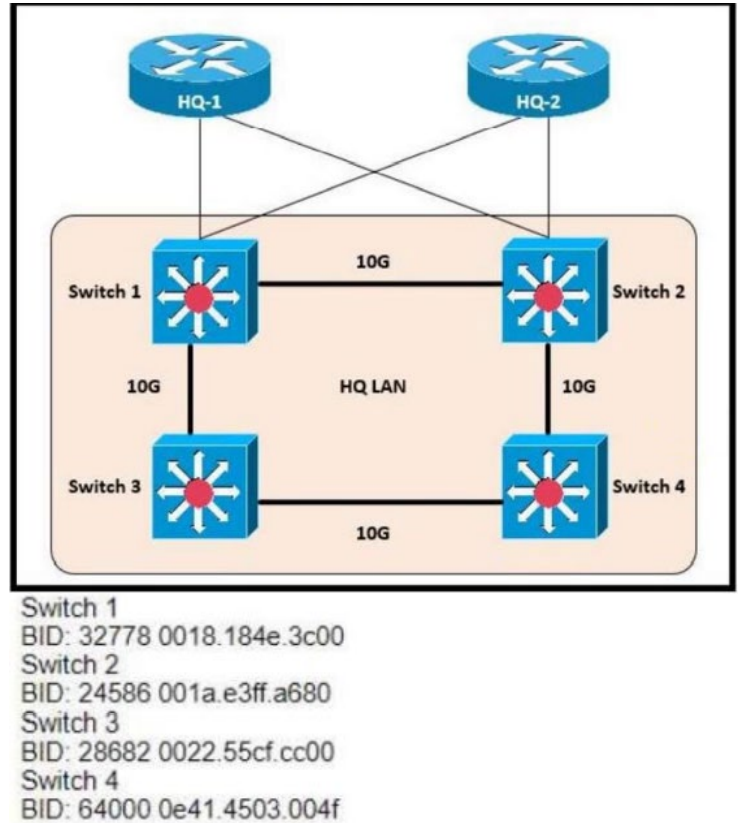 HQ-1
HQ-2
10G
Switch 1
Switch 2
10G
HQ LAN
10G
Switch 3
Switch 4
10G
Switch 1
BID: 32778 0018.184e.3c00
Switch 2
BID: 24586 001a.e3ff.a680
Switch 3
BID: 28682 0022.55cf.cc00
Switch 4
BID: 64000 0e41.4503.004f